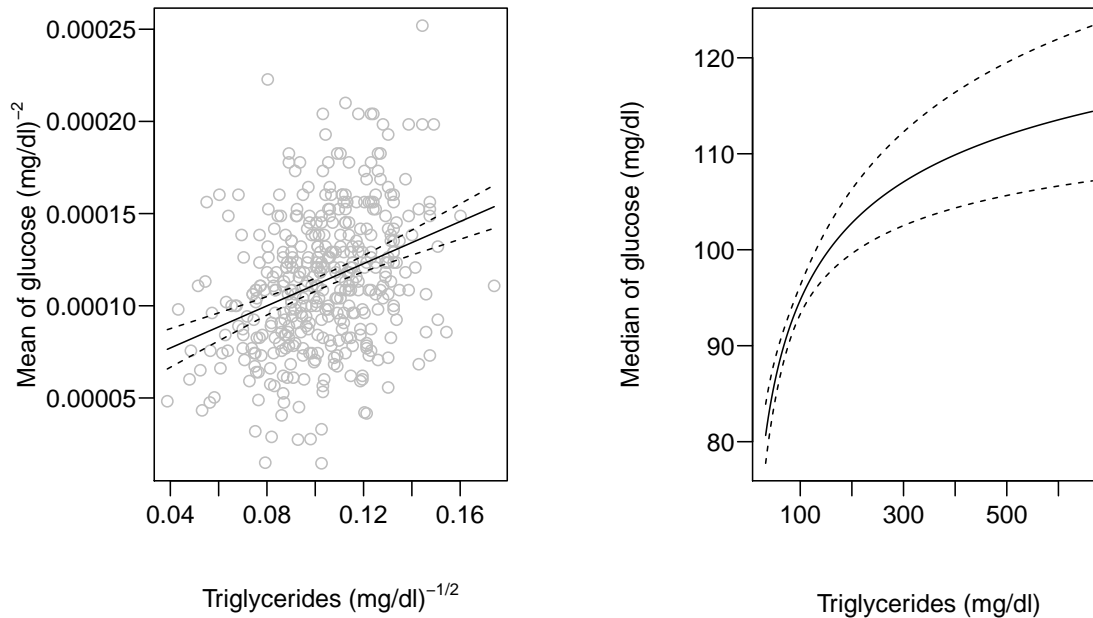 Mean of glucose (mg/dl)−2
0.00025
0.00020
0.00015
0.00010
0.00005
0.04 0.08 0.12 0.16
Triglycerides (mg/dl)−1/2
Median of glucose (mg/dl)
120
110
100
90
80
100 300 500
Triglycerides (mg/dl)